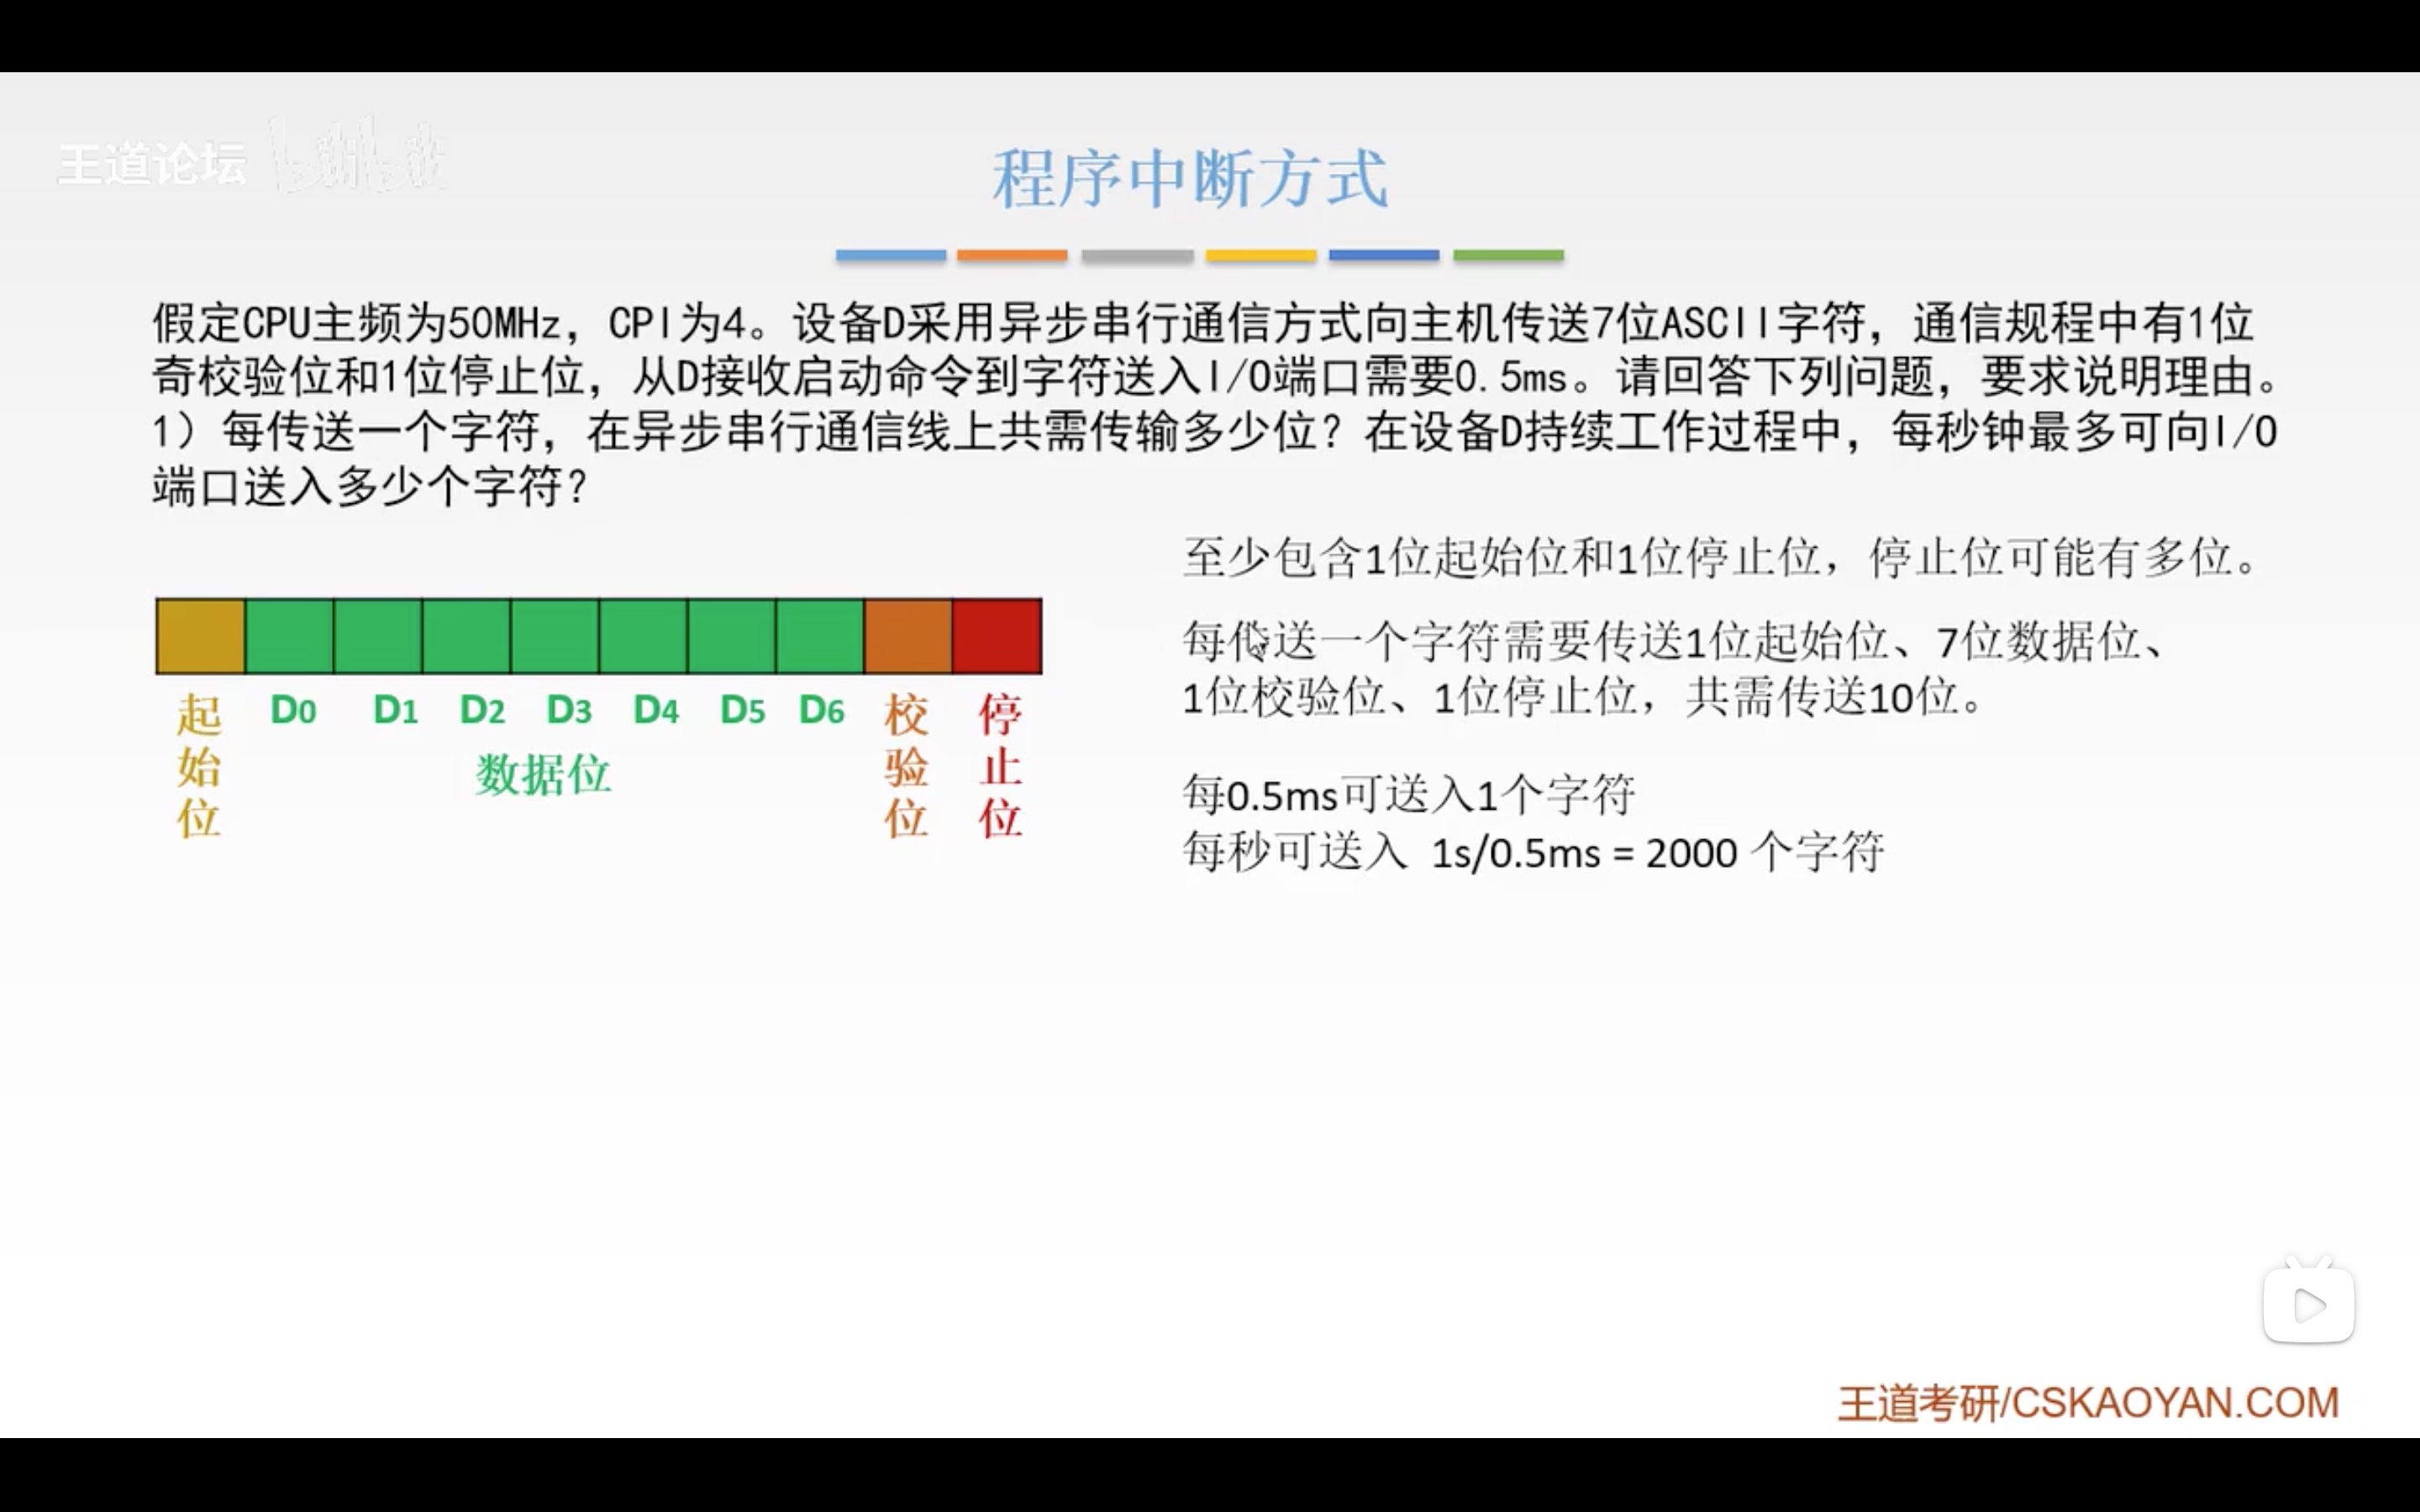 王道论坛 bilibili
程序中断方式
假定CPU主频为50MHz，CPI为4。设备D采用异步串行通信方式向主机传送7位ASCII字符，通信规程中有1位
奇校验位和1位停止位，从D接收启动命令到字符送入I/O端口需要0.5ms。请回答下列问题，要求说明理由。
1）每传送一个字符，在异步串行通信线上共需传输多少位？在设备D持续工作过程中，每秒钟最多可向I/O
端口送入多少个字符？
至少包含1位起始位和1位停止位，停止位可能有多位。
每传送一个字符需要传送1位起始位、7位数据位、
1位校验位、1位停止位，共需传送10位。
起始位
D0 D1 D2 D3 D4 D5 D6
数据位
校验位
停止位
每0.5ms可送入1个字符
每秒可送入 1s/0.5ms = 2000 个字符
王道考研/CSKAOYAN.COM